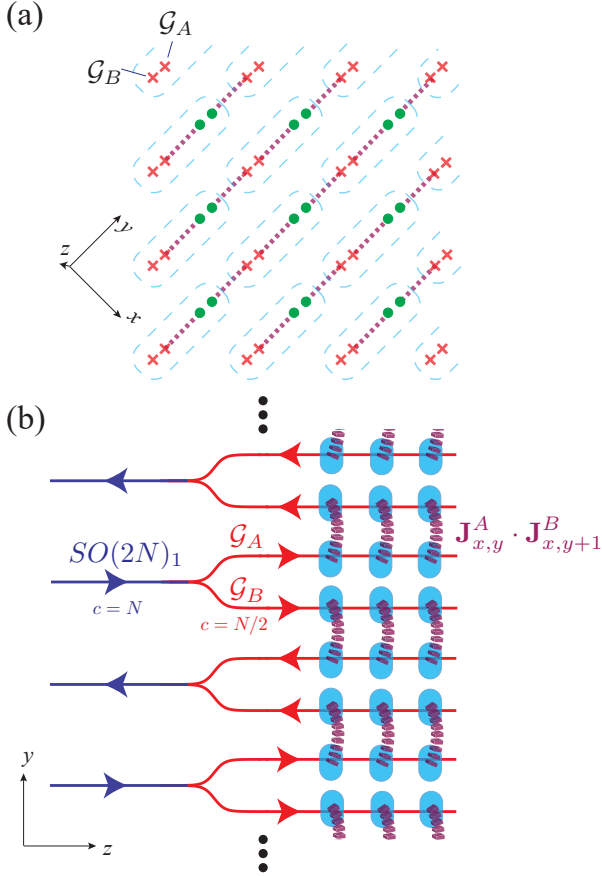 (a)
𝒢_A
𝒢_B
y
z
x
(b)
J^A_{x,y} · J^B_{x,y+1}
𝒢_A
SO(2N)_1
𝒢_B
c = N
c = N/2
y
z